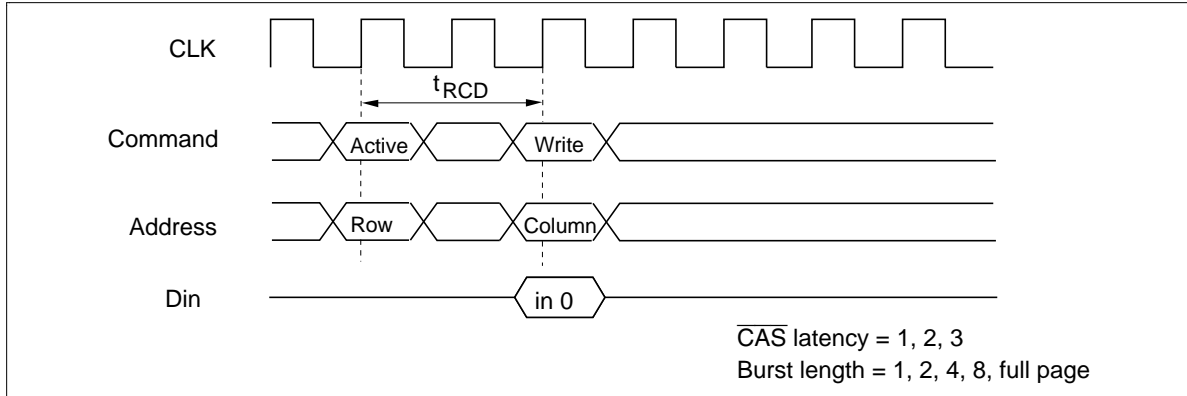 CLK
tRCD
Command
Active
Write
Address
Row
Column
Din
in 0
CAS latency = 1, 2, 3
Burst length = 1, 2, 4, 8, full page